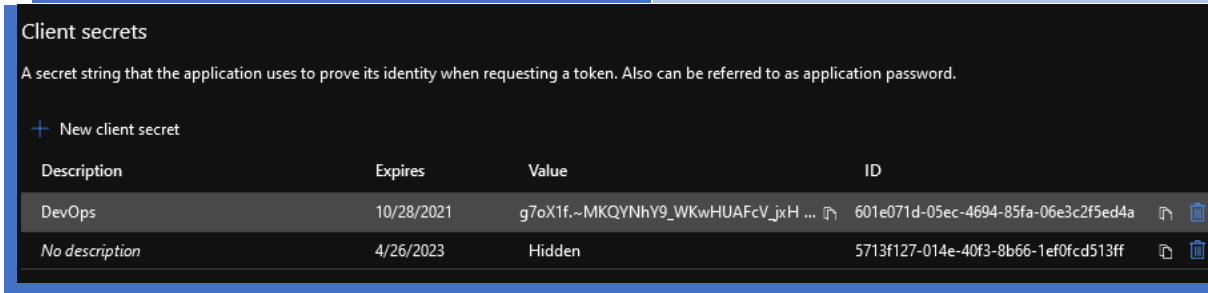 Client secrets
A secret string that the application uses to prove its identity when requesting a token. Also can be referred to as application password.
New client secret
Description Expires Value ID
DevOps 10/28/2021 g7oX1f.~MKQYNhY9_WKwHUAFcV_jxH ... 601e071d-05ec-4694-85fa-06e3c2f5ed4a
No description 4/26/2023 Hidden 5713f127-014e-40f3-8b66-1ef0fcd513ff